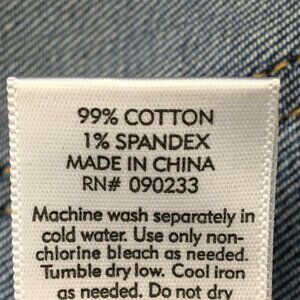 99% COTTON
1% SPANDEX
MADE IN CHINA
RN# 090233
Machine wash separately in
cold water. Use only non-
chlorine bleach as needed.
Tumble dry low. Cool iron
as needed. Do not dry